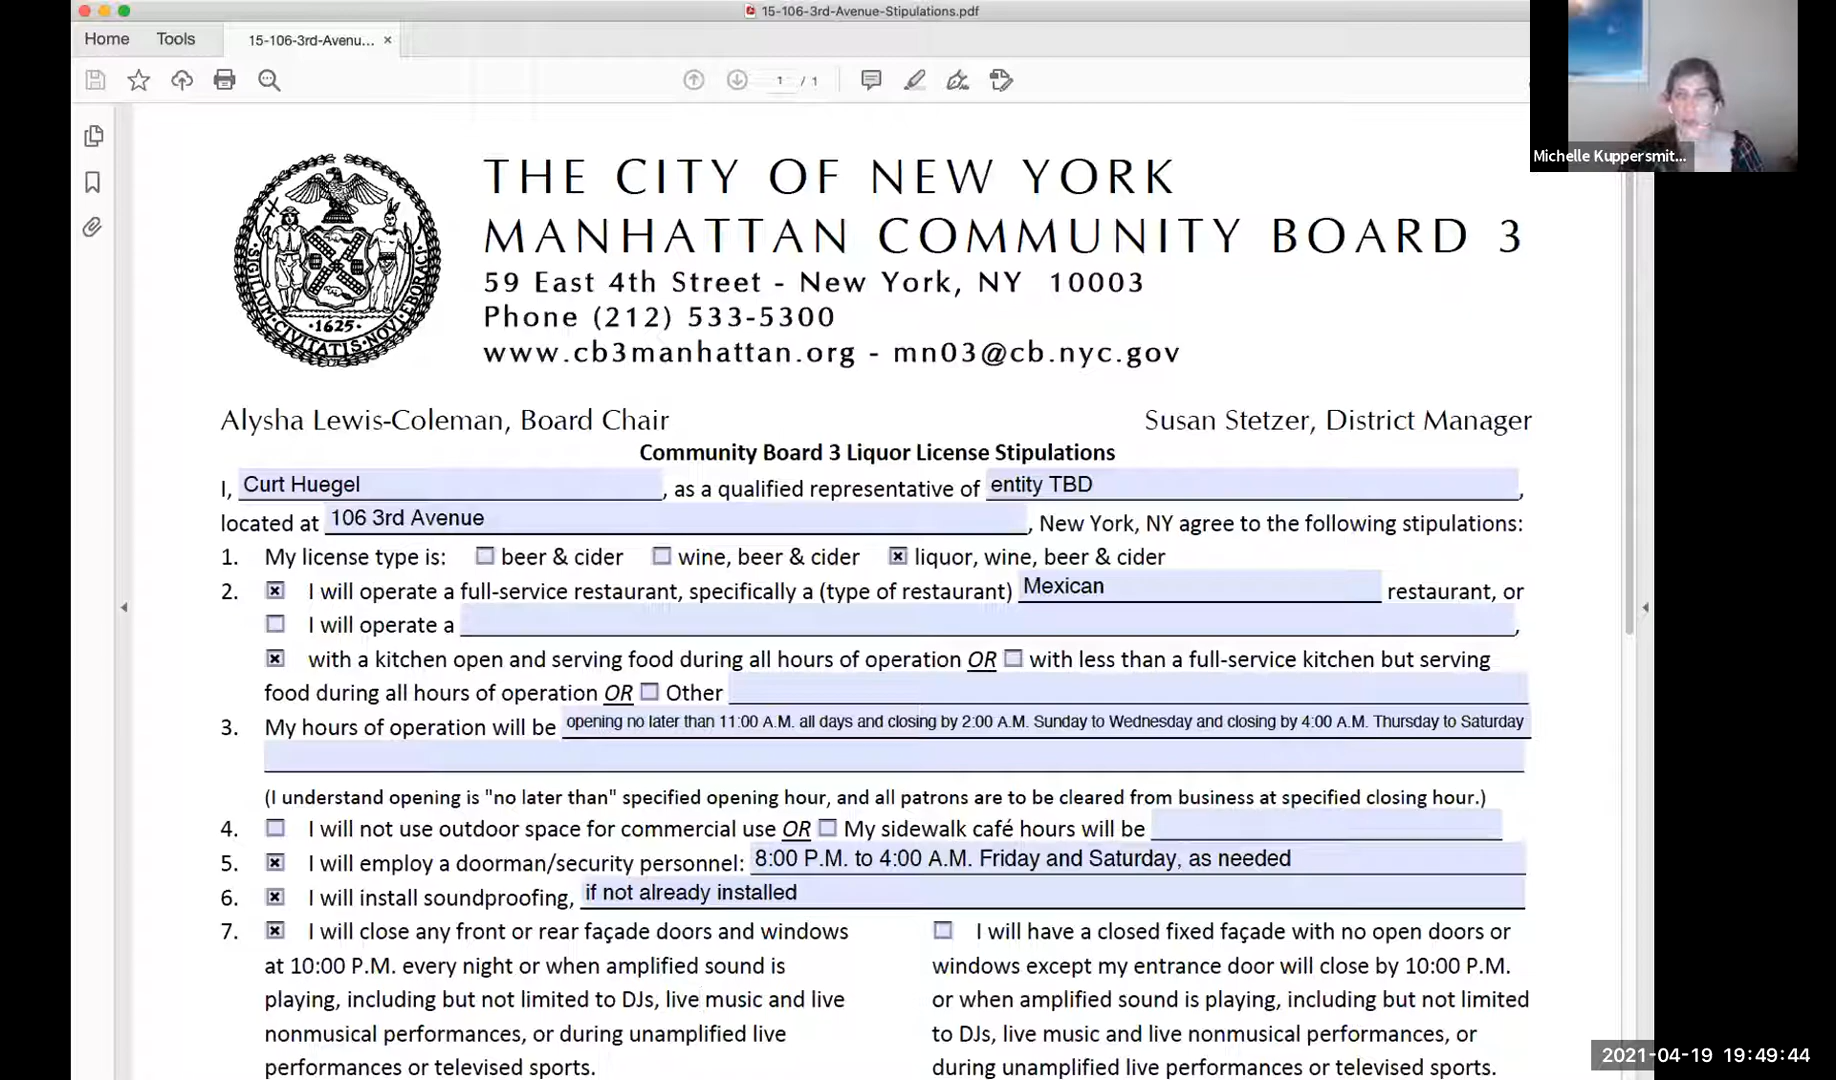 15-106-3rd-Avenue-Stipulations.pdf
Home Tools 15-106-3rd-Avenu... ×
1 / 1
Michelle Kuppersmit...
SIGILLUM·CIVITATIS·NOVI·EBORACI
·1625·
THE CITY OF NEW YORK
MANHATTAN COMMUNITY BOARD 3
59 East 4th Street - New York, NY 10003
Phone (212) 533-5300
www.cb3manhattan.org - mn03@cb.nyc.gov
Alysha Lewis-Coleman, Board Chair Susan Stetzer, District Manager
Community Board 3 Liquor License Stipulations
I, Curt Huegel, as a qualified representative of entity TBD,
located at 106 3rd Avenue, New York, NY agree to the following stipulations:
1. My license type is: beer & cider wine, beer & cider liquor, wine, beer & cider
2. I will operate a full-service restaurant, specifically a (type of restaurant) Mexican restaurant, or
I will operate a ,
with a kitchen open and serving food during all hours of operation OR with less than a full-service kitchen but serving
food during all hours of operation OR Other
3. My hours of operation will be opening no later than 11:00 A.M. all days and closing by 2:00 A.M. Sunday to Wednesday and closing by 4:00 A.M. Thursday to Saturday
(I understand opening is "no later than" specified opening hour, and all patrons are to be cleared from business at specified closing hour.)
4. I will not use outdoor space for commercial use OR My sidewalk café hours will be
5. I will employ a doorman/security personnel: 8:00 P.M. to 4:00 A.M. Friday and Saturday, as needed
6. I will install soundproofing, if not already installed
7. I will close any front or rear façade doors and windows
at 10:00 P.M. every night or when amplified sound is
playing, including but not limited to DJs, live music and live
nonmusical performances, or during unamplified live
performances or televised sports.
I will have a closed fixed façade with no open doors or
windows except my entrance door will close by 10:00 P.M.
or when amplified sound is playing, including but not limited
to DJs, live music and live nonmusical performances, or
during unamplified live performances or televised sports.
2021-04-19 19:49:44